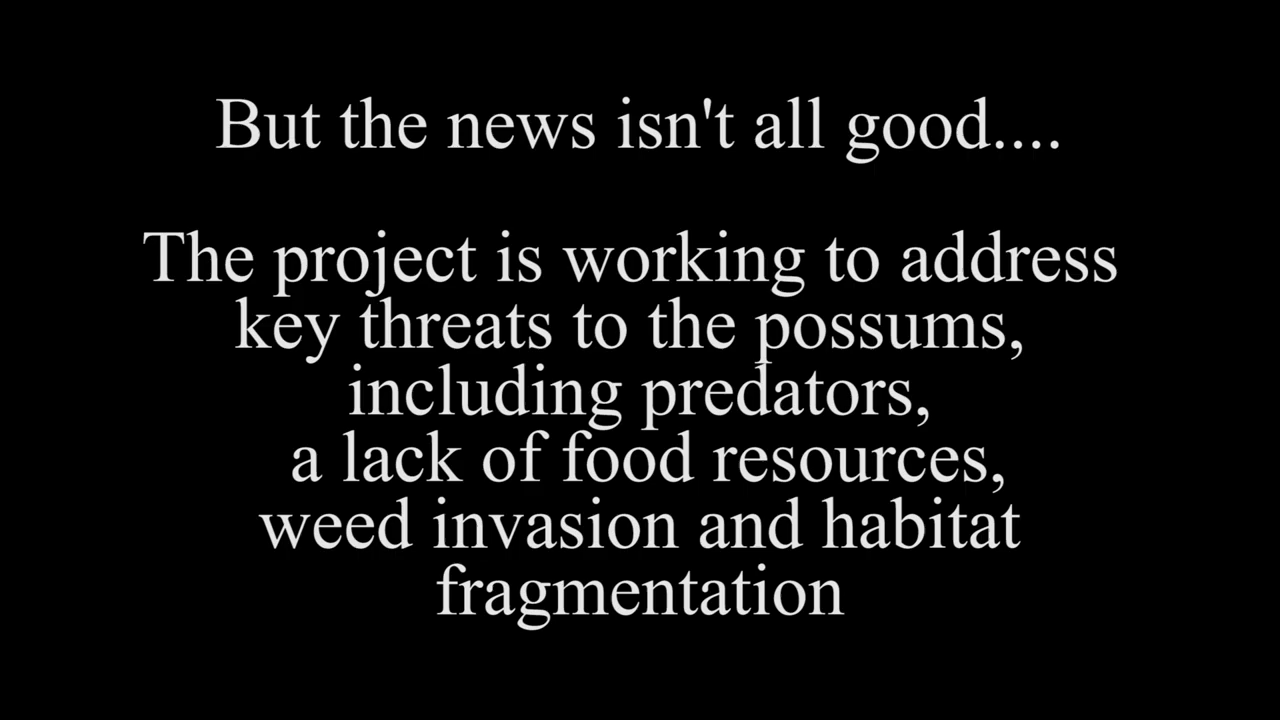 But the news isn't all good....
The project is working to address
key threats to the possums,
including predators,
a lack of food resources,
weed invasion and habitat
fragmentation